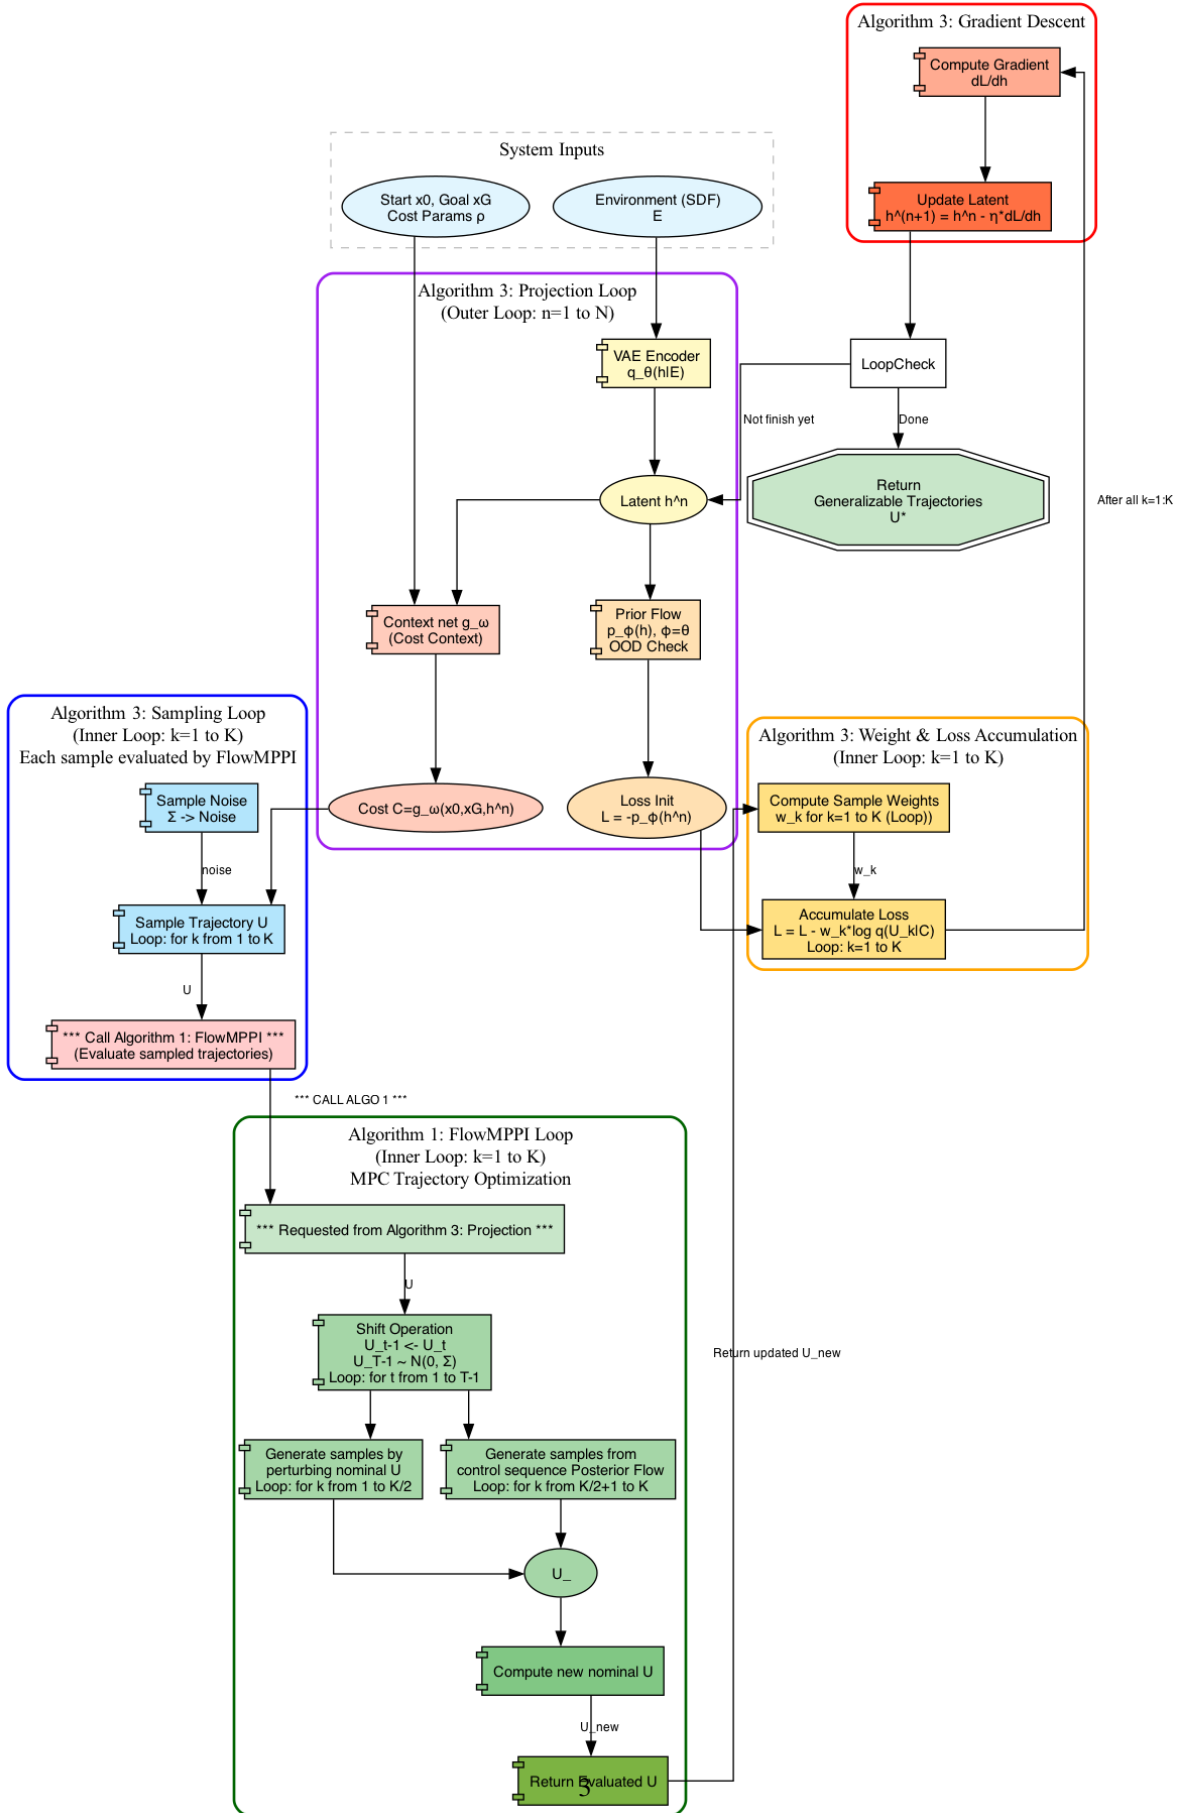 Algorithm 3: Gradient Descent
Compute Gradient
dL/dh
Update Latent
h^(n+1) = h^n - η*dL/dh
System Inputs
Start x0, Goal xG
Cost Params ρ
Environment (SDF)
E
Algorithm 3: Projection Loop
(Outer Loop: n=1 to N)
VAE Encoder
q_θ(h|E)
LoopCheck
Not finish yet
Done
Latent h^n
Return
Generalizable Trajectories
U*
After all k=1:K
Context net g_ω
(Cost Context)
Prior Flow
p_φ(h), φ=θ
OOD Check
Cost C=g_ω(x0,xG,h^n)
Loss Init
L = -p_φ(h^n)
Algorithm 3: Sampling Loop
(Inner Loop: k=1 to K)
Each sample evaluated by FlowMPPI
Sample Noise
Σ -> Noise
noise
Sample Trajectory U
Loop: for k from 1 to K
U
*** Call Algorithm 1: FlowMPPI ***
(Evaluate sampled trajectories)
Algorithm 3: Weight & Loss Accumulation
(Inner Loop: k=1 to K)
Compute Sample Weights
w_k for k=1 to K (Loop))
w_k
Accumulate Loss
L = L - w_k*log q(U_k|C)
Loop: k=1 to K
*** CALL ALGO 1 ***
Algorithm 1: FlowMPPI Loop
(Inner Loop: k=1 to K)
MPC Trajectory Optimization
*** Requested from Algorithm 3: Projection ***
U
Shift Operation
U_t-1 <- U_t
U_T-1 ~ N(0, Σ)
Loop: for t from 1 to T-1
Return updated U_new
Generate samples by
perturbing nominal U
Loop: for k from 1 to K/2
Generate samples from
control sequence Posterior Flow
Loop: for k from K/2+1 to K
U_
Compute new nominal U
U_new
Return Evaluated U
3